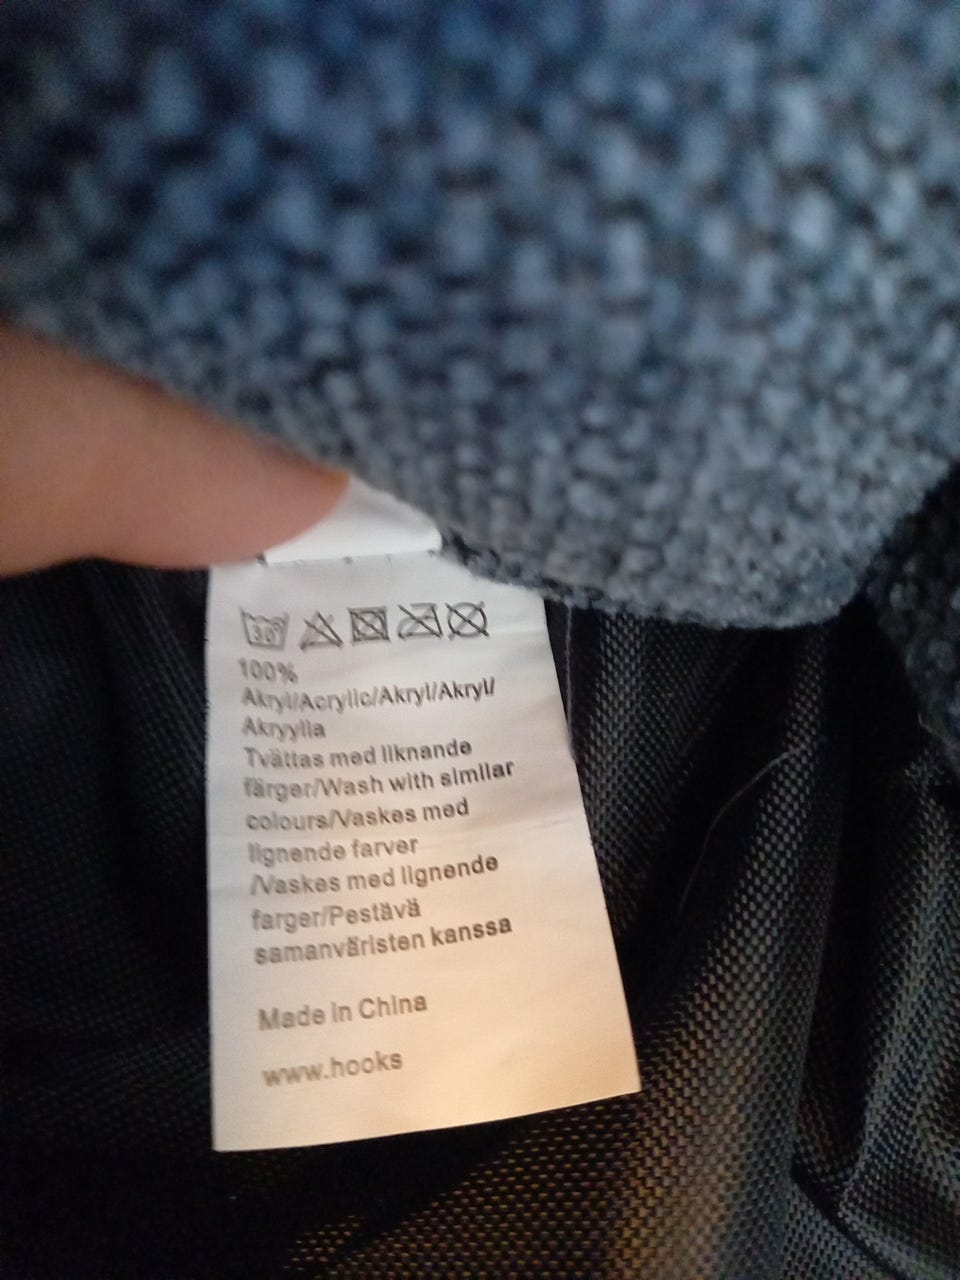 30
100%
Akryl/Acrylic/Akryl/Akryl/
Akryylia
Tvättas med liknande
färger/Wash with similar
colours/Vaskes med
lignende farver
/Vaskes med lignende
farger/Pestävä
samanväristen kanssa
Made in China
www.hooks